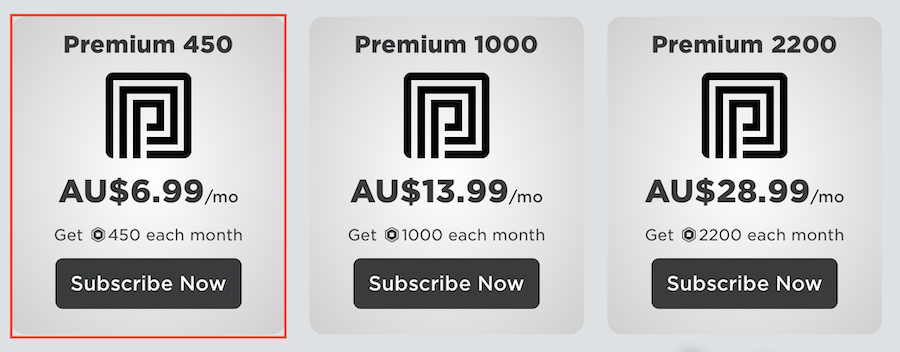 Premium 450
AU$6.99/mo
Get 450 each month
Subscribe Now
Premium 1000
AU$13.99/mo
Get 1000 each month
Subscribe Now
Premium 2200
AU$28.99/mo
Get 2200 each month
Subscribe Now